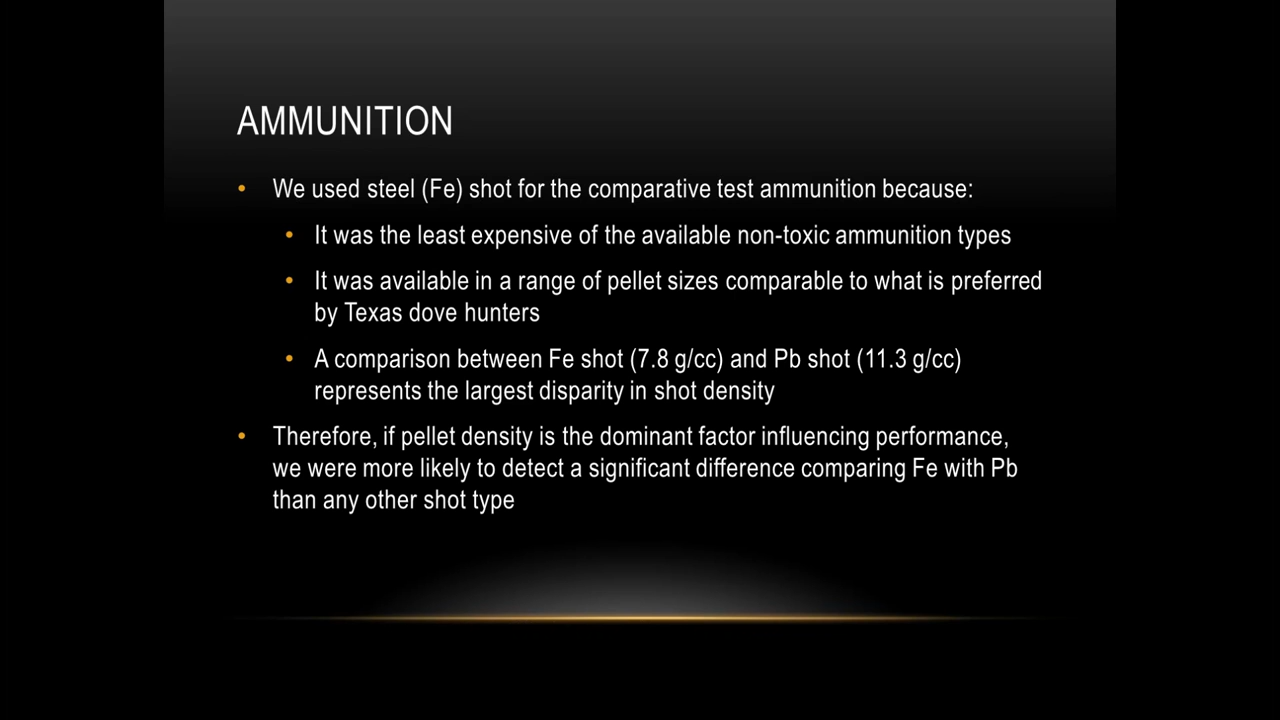 AMMUNITION
• We used steel (Fe) shot for the comparative test ammunition because:
• It was the least expensive of the available non-toxic ammunition types
• It was available in a range of pellet sizes comparable to what is preferred
by Texas dove hunters
• A comparison between Fe shot (7.8 g/cc) and Pb shot (11.3 g/cc)
represents the largest disparity in shot density
• Therefore, if pellet density is the dominant factor influencing performance,
we were more likely to detect a significant difference comparing Fe with Pb
than any other shot type